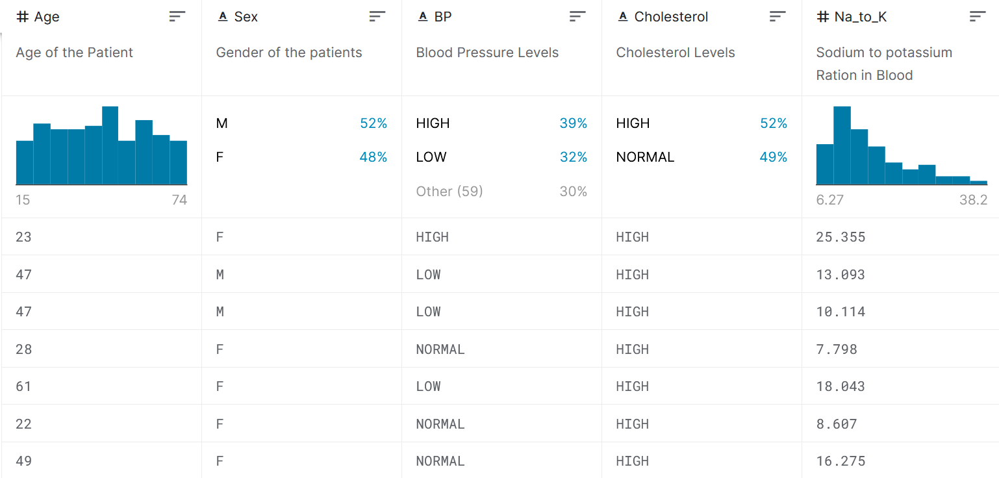 # Age A Sex A BP A Cholesterol # Na_to_K
Age of the Patient Gender of the patients Blood Pressure Levels Cholesterol Levels Sodium to potassium
Ration in Blood
M 52% HIGH 39% HIGH 52%
F 48% LOW 32% NORMAL 49%
Other (59) 30%
15 74 6.27 38.2
23 F HIGH HIGH 25.355
47 M LOW HIGH 13.093
47 M LOW HIGH 10.114
28 F NORMAL HIGH 7.798
61 F LOW HIGH 18.043
22 F NORMAL HIGH 8.607
49 F NORMAL HIGH 16.275